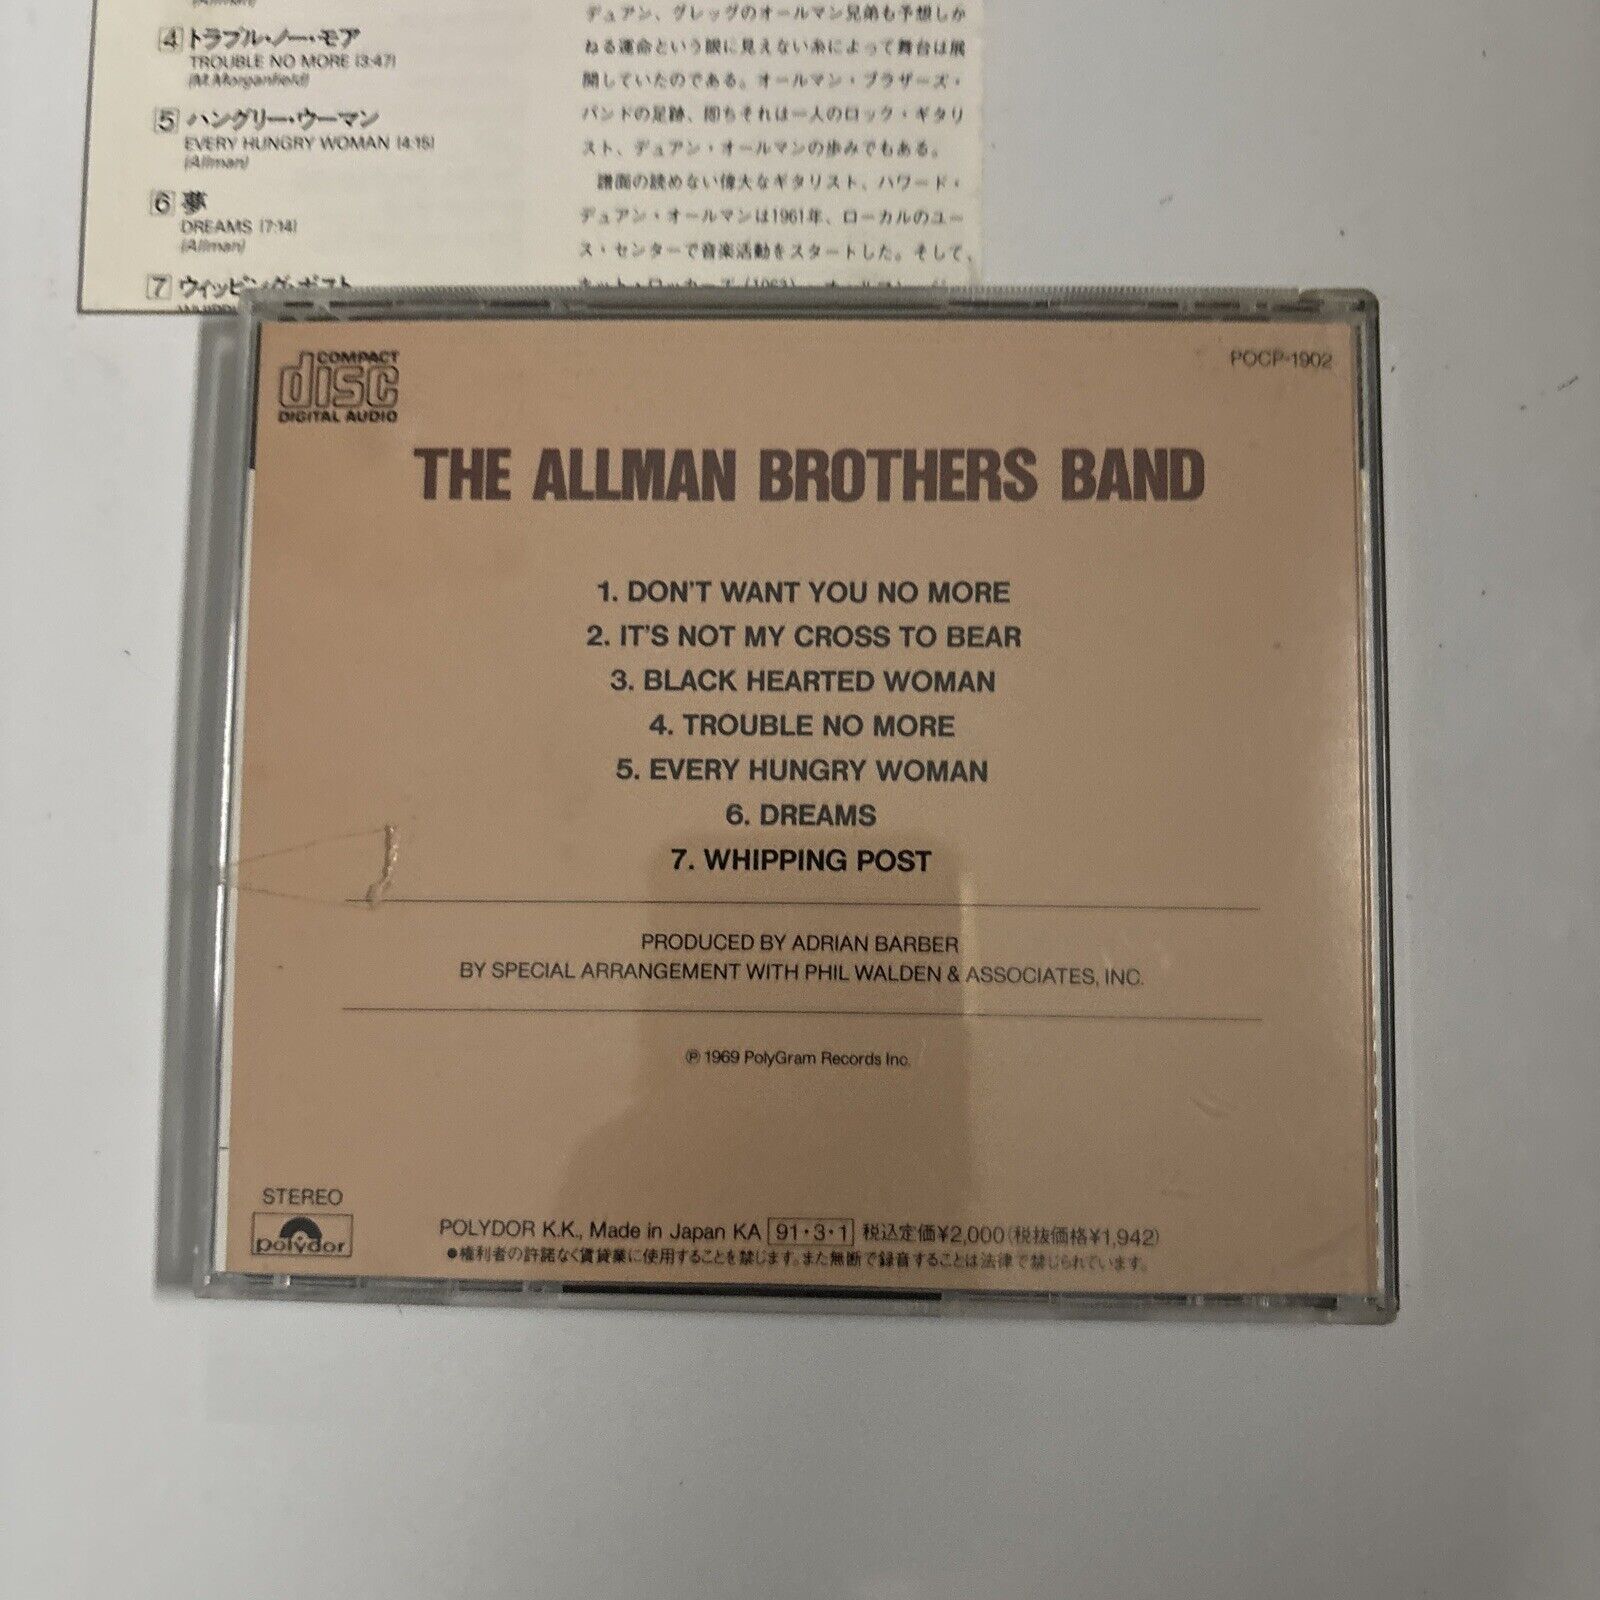 (Allman)
4 トラブル・ノー・モア
TROUBLE NO MORE (3:47)
(M.Morganfield)
5 ハングリー・ウーマン
EVERY HUNGRY WOMAN (4:15)
(Allman)
6 夢
DREAMS (7:14)
(Allman)
7 ウィッピング・ポスト
デュアン、グレッグのオールマン兄弟も予想しか
ねる運命という眼に見えない糸によって舞台は展
開していたのである。オールマン・ブラザーズ・
バンドの足跡、即ちそれは一人のロック・ギタリ
スト、デュアン・オールマンの歩みでもある。
譜面の読めない偉大なギタリスト、ハワード・
デュアン・オールマンは1961年、ローカルのユー
ス・センターで音楽活動をスタートした。そして、
COMPACT
disc
DIGITAL AUDIO
POCP-1902
THE ALLMAN BROTHERS BAND
1. DON'T WANT YOU NO MORE
2. IT'S NOT MY CROSS TO BEAR
3. BLACK HEARTED WOMAN
4. TROUBLE NO MORE
5. EVERY HUNGRY WOMAN
6. DREAMS
7. WHIPPING POST
PRODUCED BY ADRIAN BARBER
BY SPECIAL ARRANGEMENT WITH PHIL WALDEN & ASSOCIATES, INC.
℗ 1969 PolyGram Records Inc.
STEREO
polydor
POLYDOR K.K., Made in Japan KA 91・3・1 税込定価¥2,000(税抜価格¥1,942)
●権利者の許諾なく賃貸業に使用することを禁じます。また無断で録音することは法律で禁じられています。